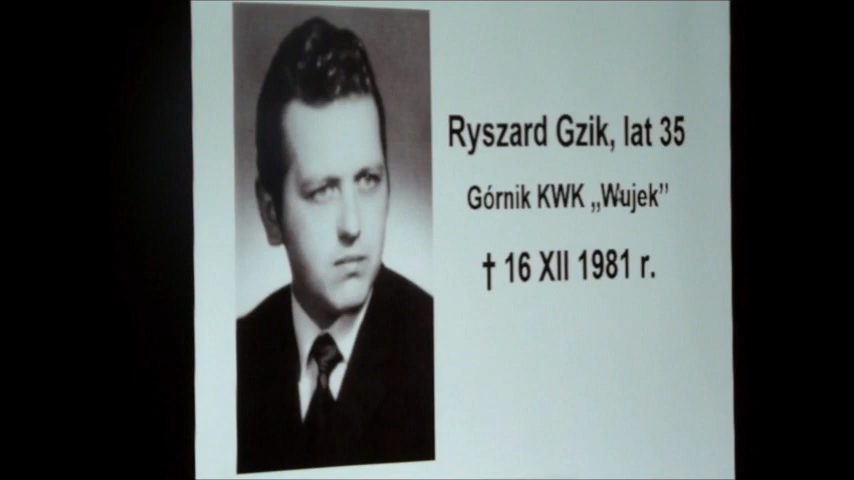 Ryszard Gzik, lat 35
Górnik KWK „Wujek”
† 16 XII 1981 r.